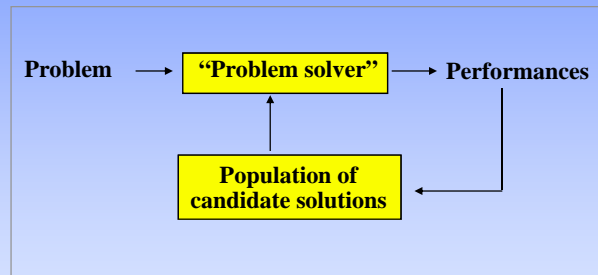 Problem
“Problem solver”
Performances
Population of
candidate solutions